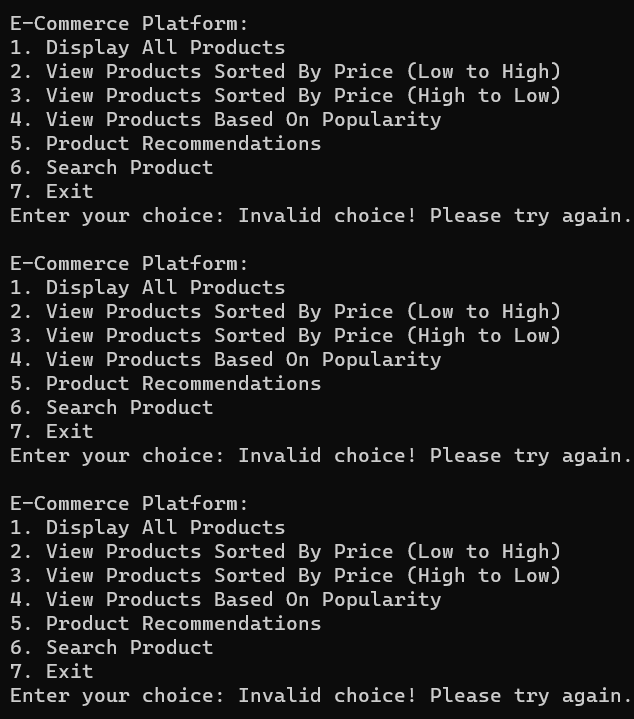 E-Commerce Platform:
1. Display All Products
2. View Products Sorted By Price (Low to High)
3. View Products Sorted By Price (High to Low)
4. View Products Based On Popularity
5. Product Recommendations
6. Search Product
7. Exit
Enter your choice: Invalid choice! Please try again.

E-Commerce Platform:
1. Display All Products
2. View Products Sorted By Price (Low to High)
3. View Products Sorted By Price (High to Low)
4. View Products Based On Popularity
5. Product Recommendations
6. Search Product
7. Exit
Enter your choice: Invalid choice! Please try again.

E-Commerce Platform:
1. Display All Products
2. View Products Sorted By Price (Low to High)
3. View Products Sorted By Price (High to Low)
4. View Products Based On Popularity
5. Product Recommendations
6. Search Product
7. Exit
Enter your choice: Invalid choice! Please try again.